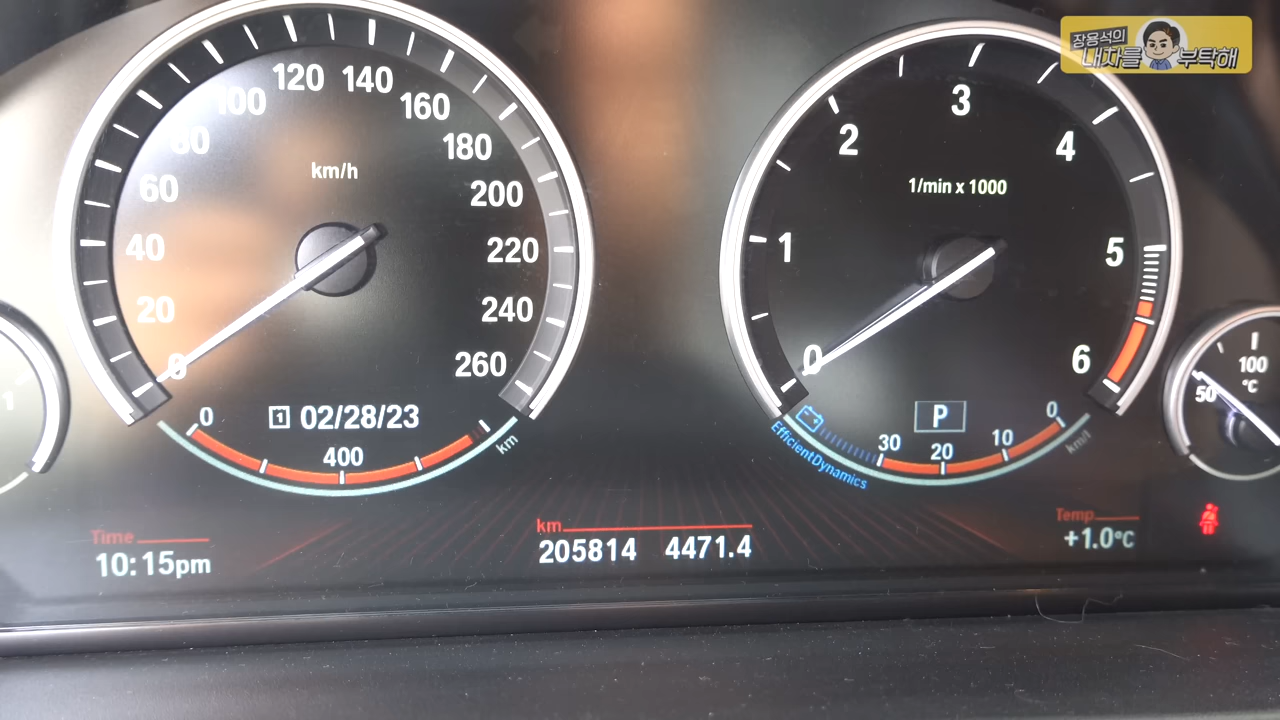 장용석의
내차를 부탁해
0
20
40
60
80
100
120
140
160
180
200
220
240
260
km/h
0
1
2
3
4
5
6
1/min x 1000
1 02/28/23
0
400
km
P
30
20
10
0
km/l
EfficientDynamics
50
100
°C
1
Time
10:15pm
km
205814 4471.4
Temp
+1.0°C